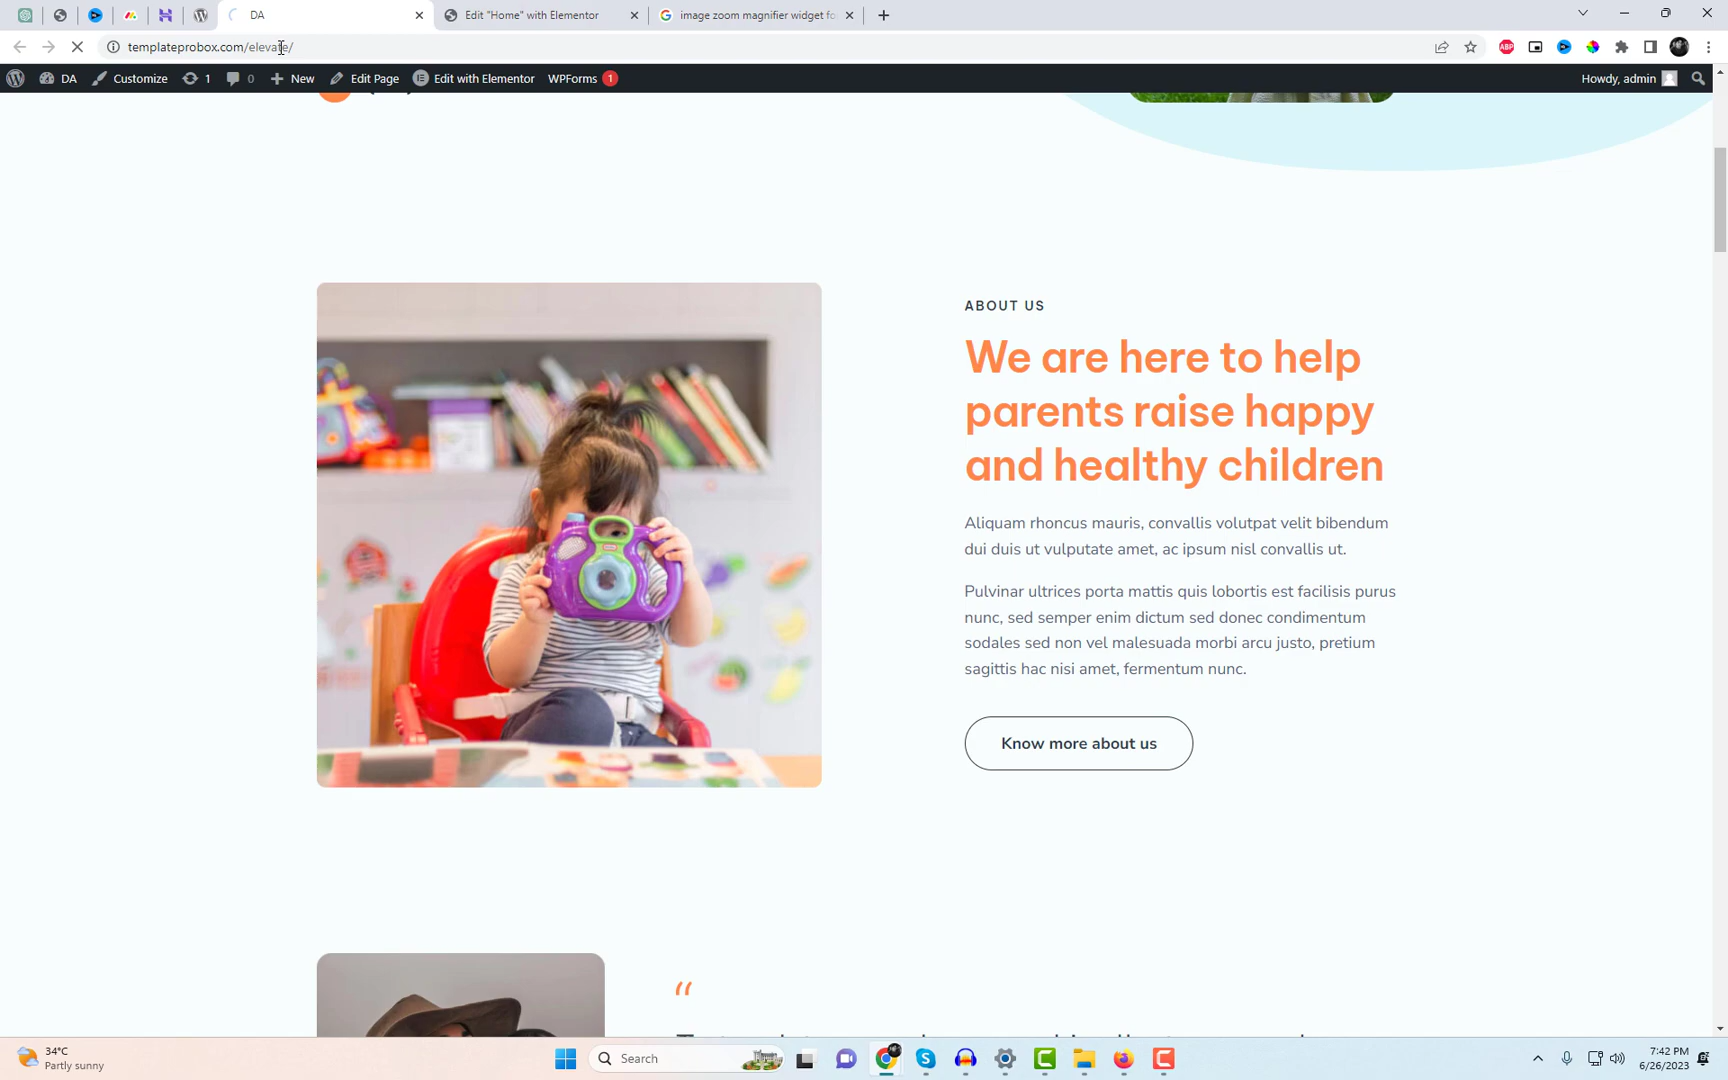 DA
Edit "Home" with Elementor
image zoom magnifier widget fo
templateprobox.com/elevate/
DA
Customize
1
0
New
Edit Page
Edit with Elementor
WPForms 1
Howdy, admin
ABOUT US
We are here to help
parents raise happy
and healthy children
Aliquam rhoncus mauris, convallis volutpat velit bibendum
dui duis ut vulputate amet, ac ipsum nisl convallis ut.
Pulvinar ultrices porta mattis quis lobortis est facilisis purus
nunc, sed semper enim dictum sed donec condimentum
sodales sed non vel malesuada morbi arcu justo, pretium
sagittis hac nisi amet, fermentum nunc.
Know more about us
“
34°C
Partly sunny
Search
7:42 PM
6/26/2023